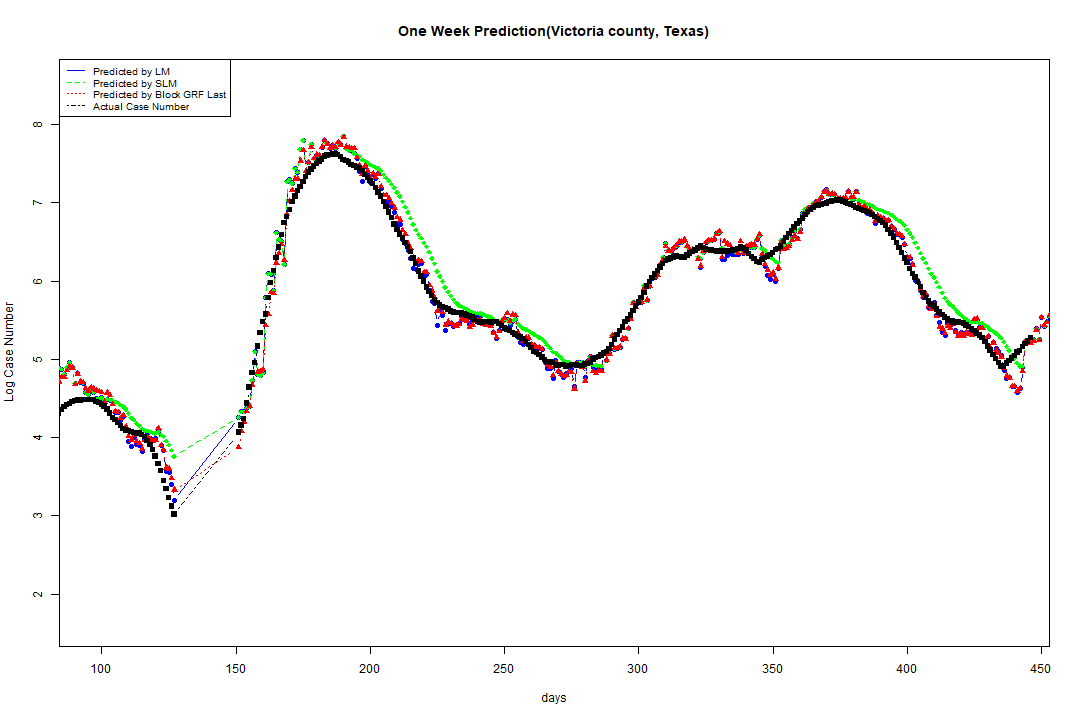 One Week Prediction(Victoria county, Texas)
Predicted by LM
Predicted by SLM
Predicted by Block GRF Last
Actual Case Number
8
7
6
5
4
3
2
Log Case Number
100 150 200 250 300 350 400 450
days